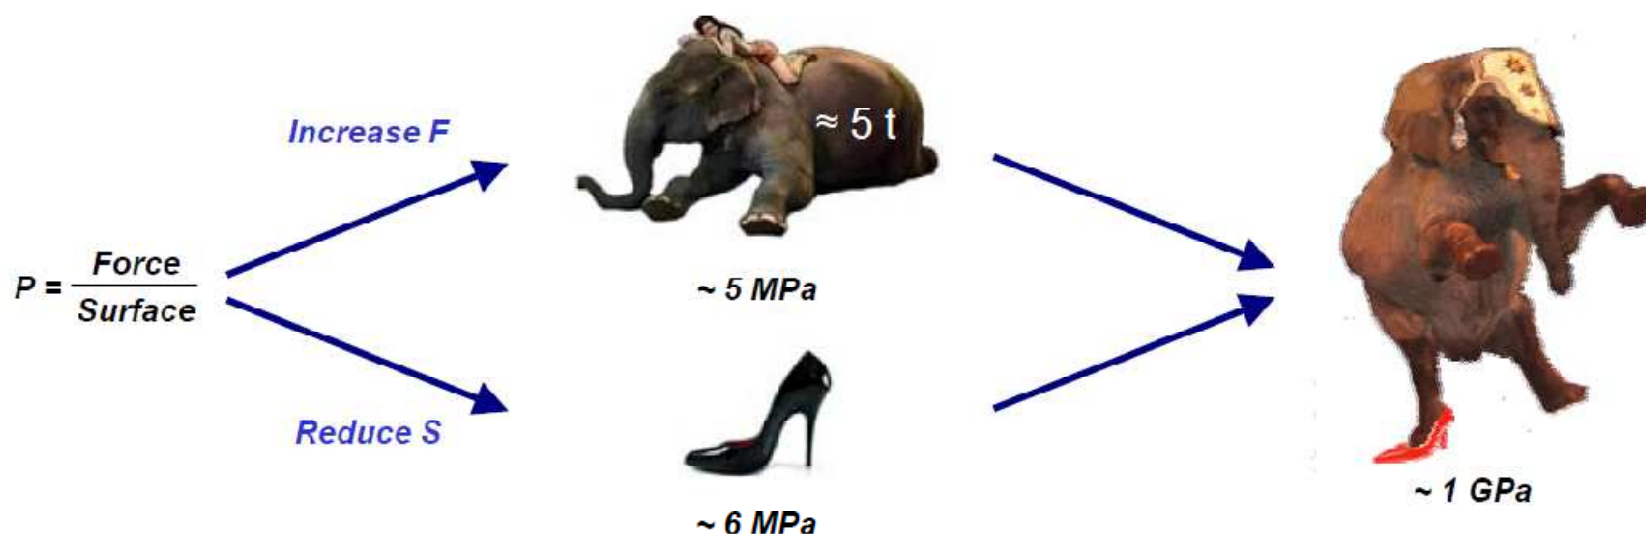 Increase F
≈ 5 t
P = Force
Surface
~ 5 MPa
Reduce S
~ 6 MPa
~ 1 GPa